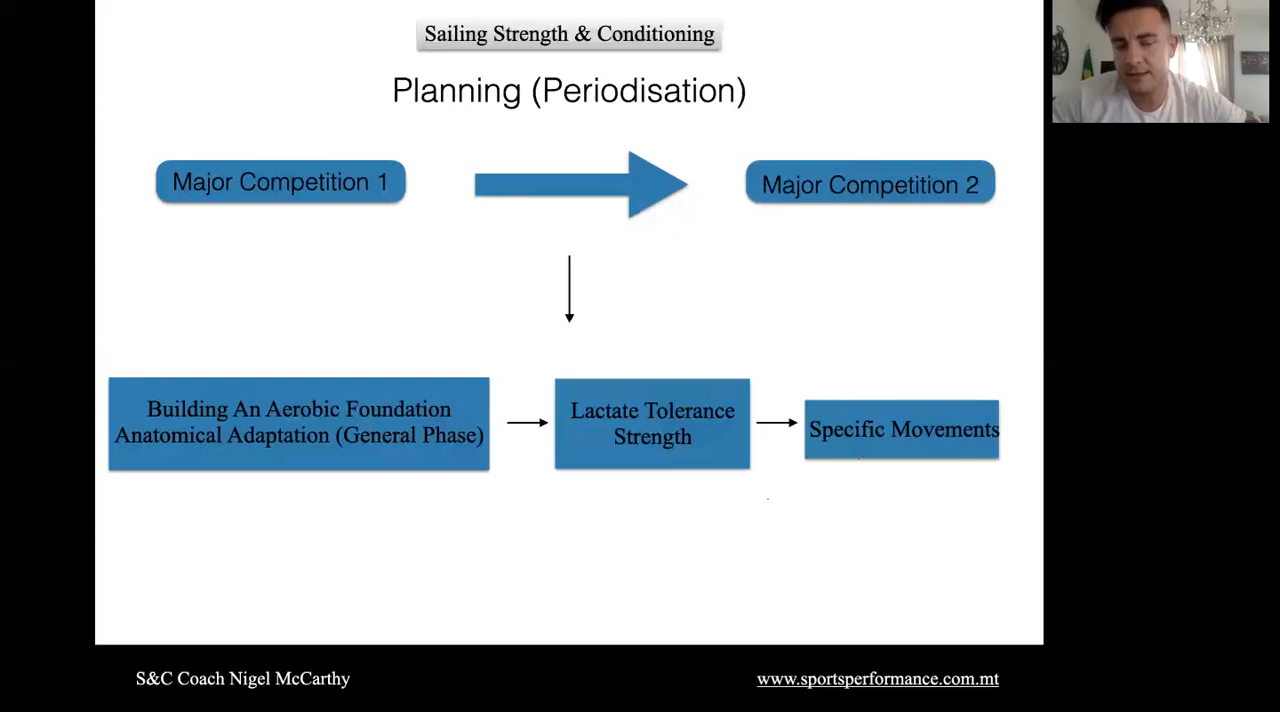 Sailing Strength & Conditioning
Planning (Periodisation)
Major Competition 1
Major Competition 2
Building An Aerobic Foundation
Anatomical Adaptation (General Phase)
Lactate Tolerance
Strength
Specific Movements
S&C Coach Nigel McCarthy
www.sportsperformance.com.mt